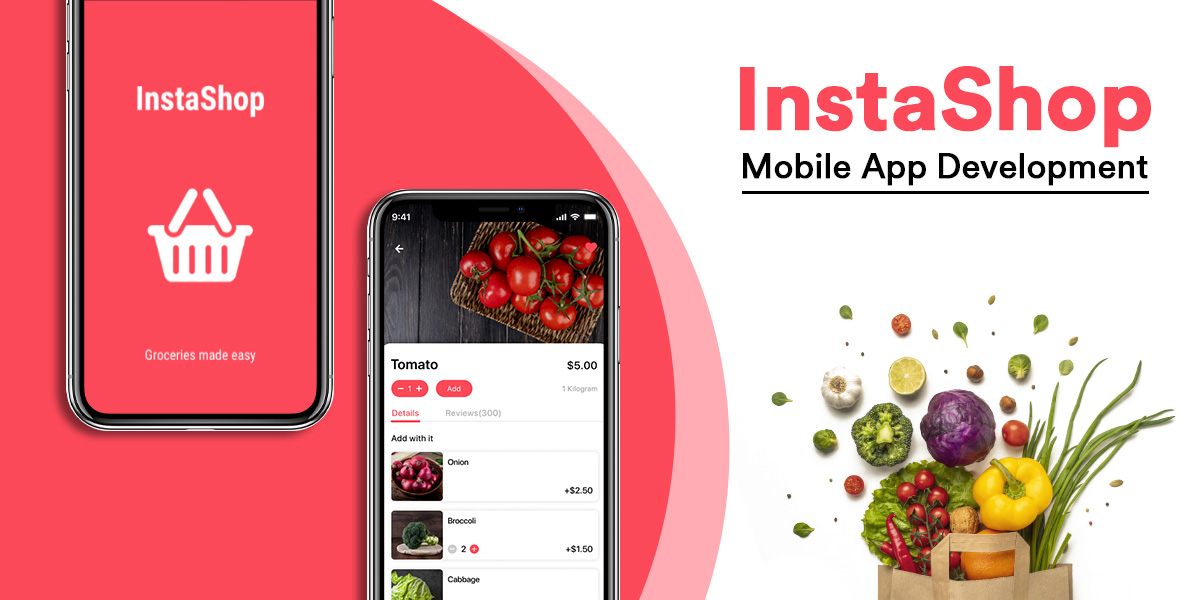 InstaShop
Groceries made easy
9:41
Tomato
$5.00
1
Add
1 Kilogram
Details
Reviews(300)
Add with it
Onion
+$2.50
Broccoli
2
+$1.50
Cabbage
InstaShop
Mobile App Development